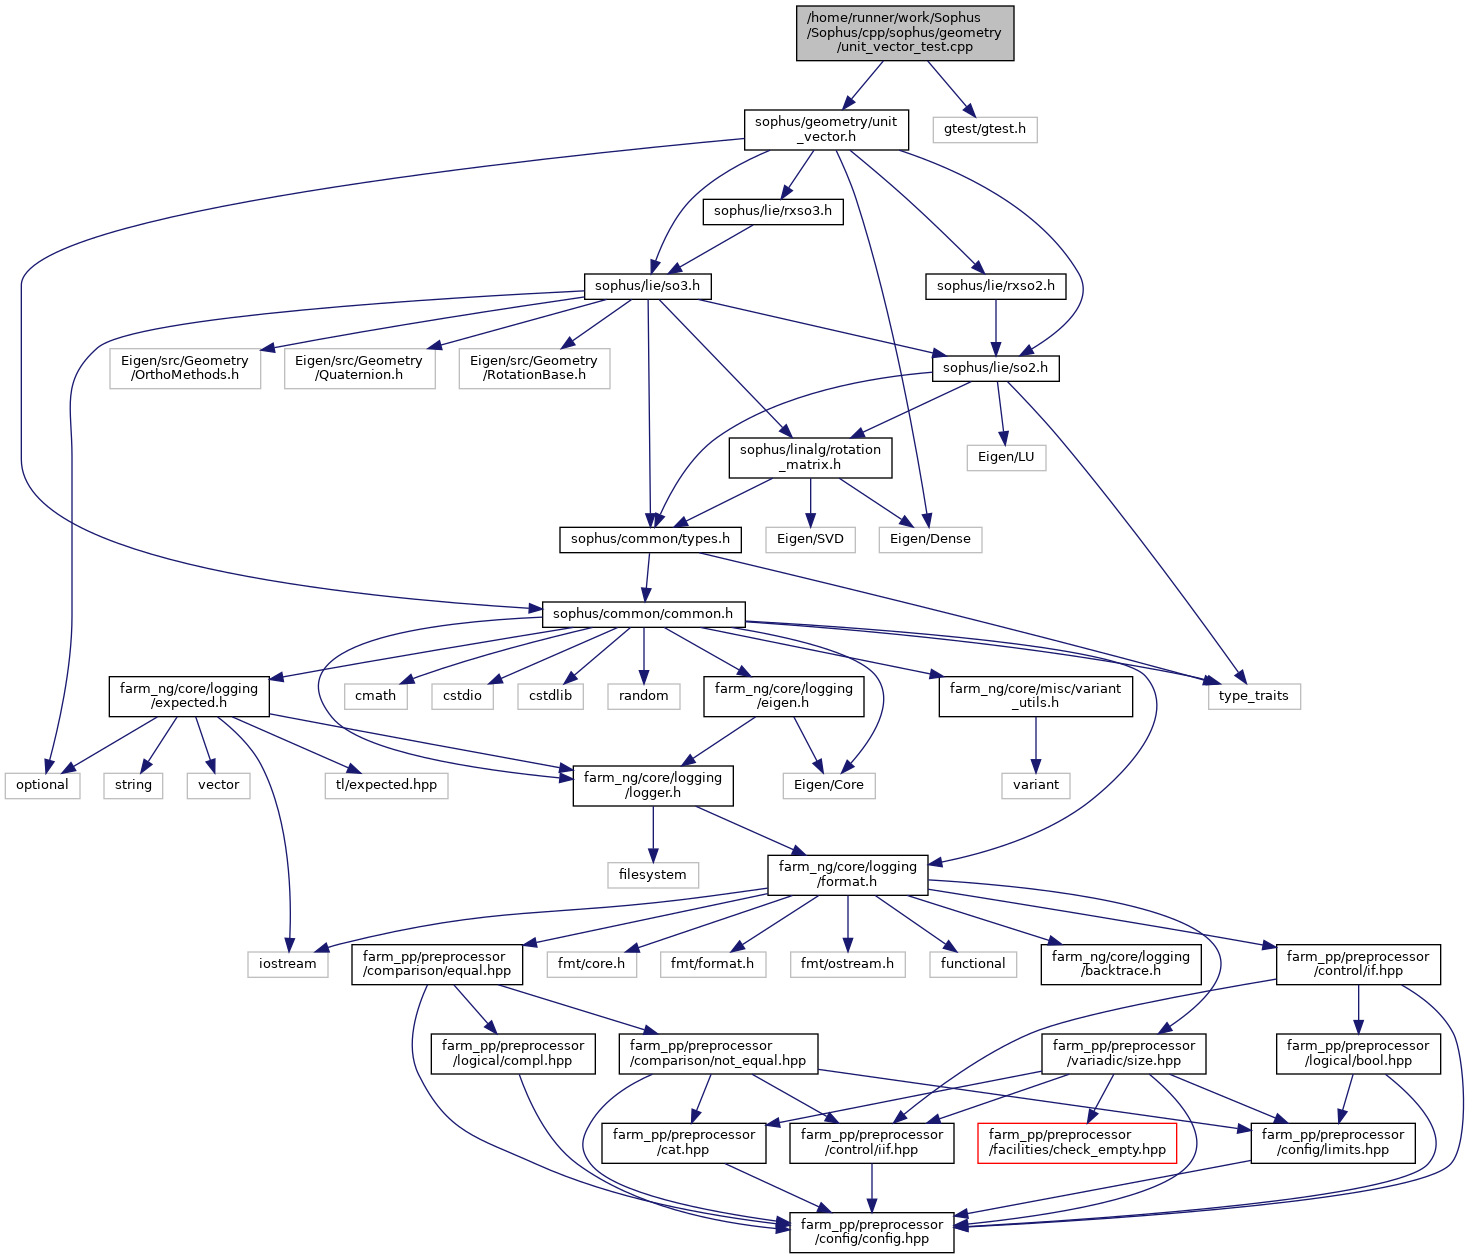 /home/runner/work/Sophus
/Sophus/cpp/sophus/geometry
/unit_vector_test.cpp
sophus/geometry/unit
_vector.h
gtest/gtest.h
sophus/lie/rxso3.h
sophus/lie/so3.h
sophus/lie/rxso2.h
Eigen/src/Geometry
/OrthoMethods.h
Eigen/src/Geometry
/Quaternion.h
Eigen/src/Geometry
/RotationBase.h
sophus/lie/so2.h
sophus/linalg/rotation
_matrix.h
Eigen/LU
sophus/common/types.h
Eigen/SVD
Eigen/Dense
sophus/common/common.h
farm_ng/core/logging
/expected.h
cmath
cstdio
cstdlib
random
farm_ng/core/logging
/eigen.h
farm_ng/core/misc/variant
_utils.h
type_traits
optional
string
vector
tl/expected.hpp
farm_ng/core/logging
/logger.h
Eigen/Core
variant
filesystem
farm_ng/core/logging
/format.h
iostream
farm_pp/preprocessor
/comparison/equal.hpp
fmt/core.h
fmt/format.h
fmt/ostream.h
functional
farm_ng/core/logging
/backtrace.h
farm_pp/preprocessor
/control/if.hpp
farm_pp/preprocessor
/logical/compl.hpp
farm_pp/preprocessor
/comparison/not_equal.hpp
farm_pp/preprocessor
/variadic/size.hpp
farm_pp/preprocessor
/logical/bool.hpp
farm_pp/preprocessor
/cat.hpp
farm_pp/preprocessor
/control/iif.hpp
farm_pp/preprocessor
/facilities/check_empty.hpp
farm_pp/preprocessor
/config/limits.hpp
farm_pp/preprocessor
/config/config.hpp